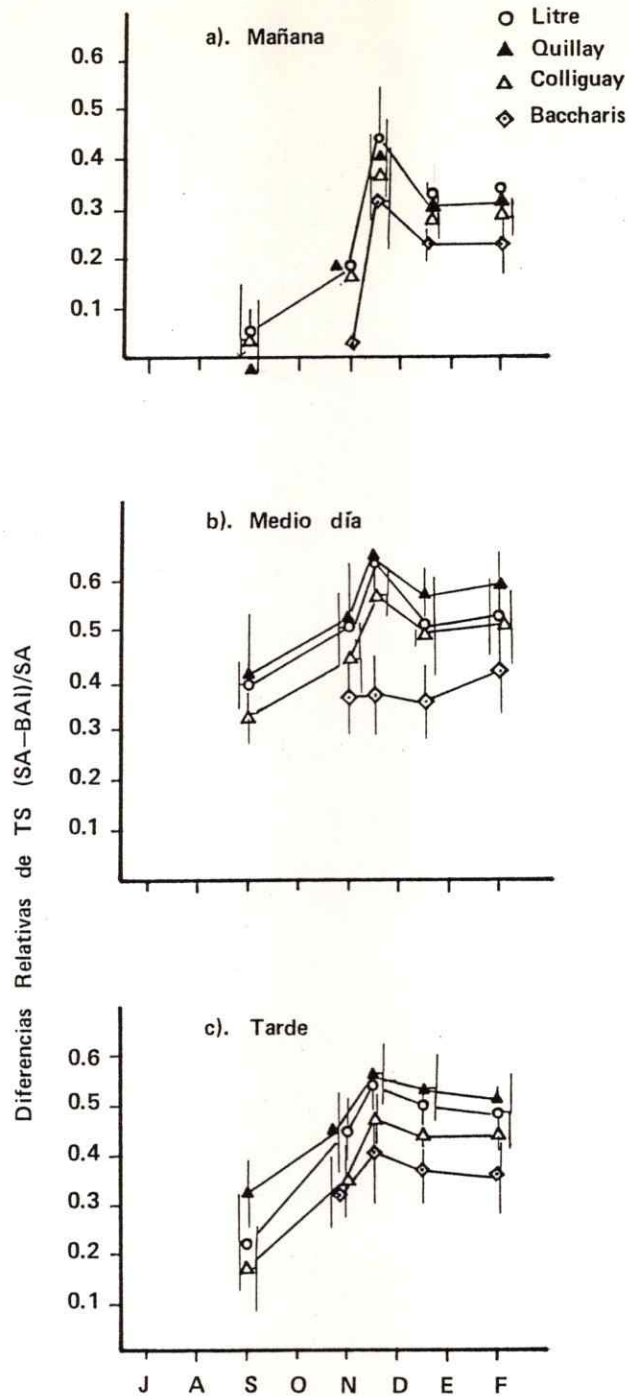 Litre
Quillay
Colliguay
Baccharis
a). Mañana
0.6
0.5
0.4
0.3
0.2
0.1
b). Medio día
0.6
0.5
0.4
0.3
0.2
0.1
Diferencias Relativas de TS (SA−BAI)/SA
c). Tarde
0.6
0.5
0.4
0.3
0.2
0.1
J A S O N D E F